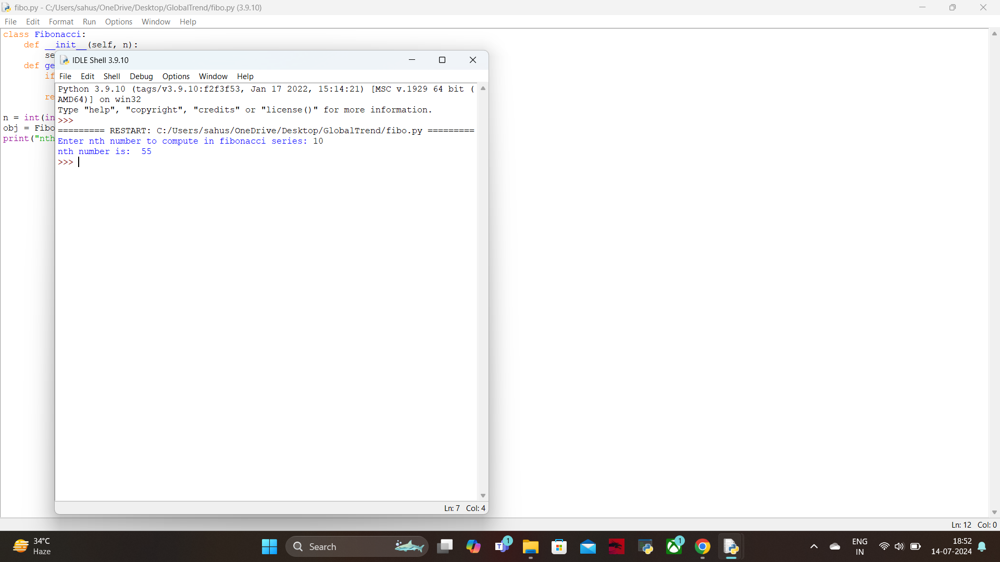 fibo.py - C:/Users/sahus/OneDrive/Desktop/GlobalTrend/fibo.py (3.9.10)
File Edit Format Run Options Window Help
class Fibonacci:
    def __init__(self, n):
        se
    def ge
        if
        re
n = int(in
obj = Fibo
print("nth
IDLE Shell 3.9.10
File Edit Shell Debug Options Window Help
Python 3.9.10 (tags/v3.9.10:f2f3f53, Jan 17 2022, 15:14:21) [MSC v.1929 64 bit (
AMD64)] on win32
Type "help", "copyright", "credits" or "license()" for more information.
>>>
========= RESTART: C:/Users/sahus/OneDrive/Desktop/GlobalTrend/fibo.py =========
Enter nth number to compute in fibonacci series: 10
nth number is:  55
>>>
Ln: 7 Col: 4
Ln: 12 Col: 0
34°C
Haze
Search
1
T
1
ENG
IN
18:52
14-07-2024